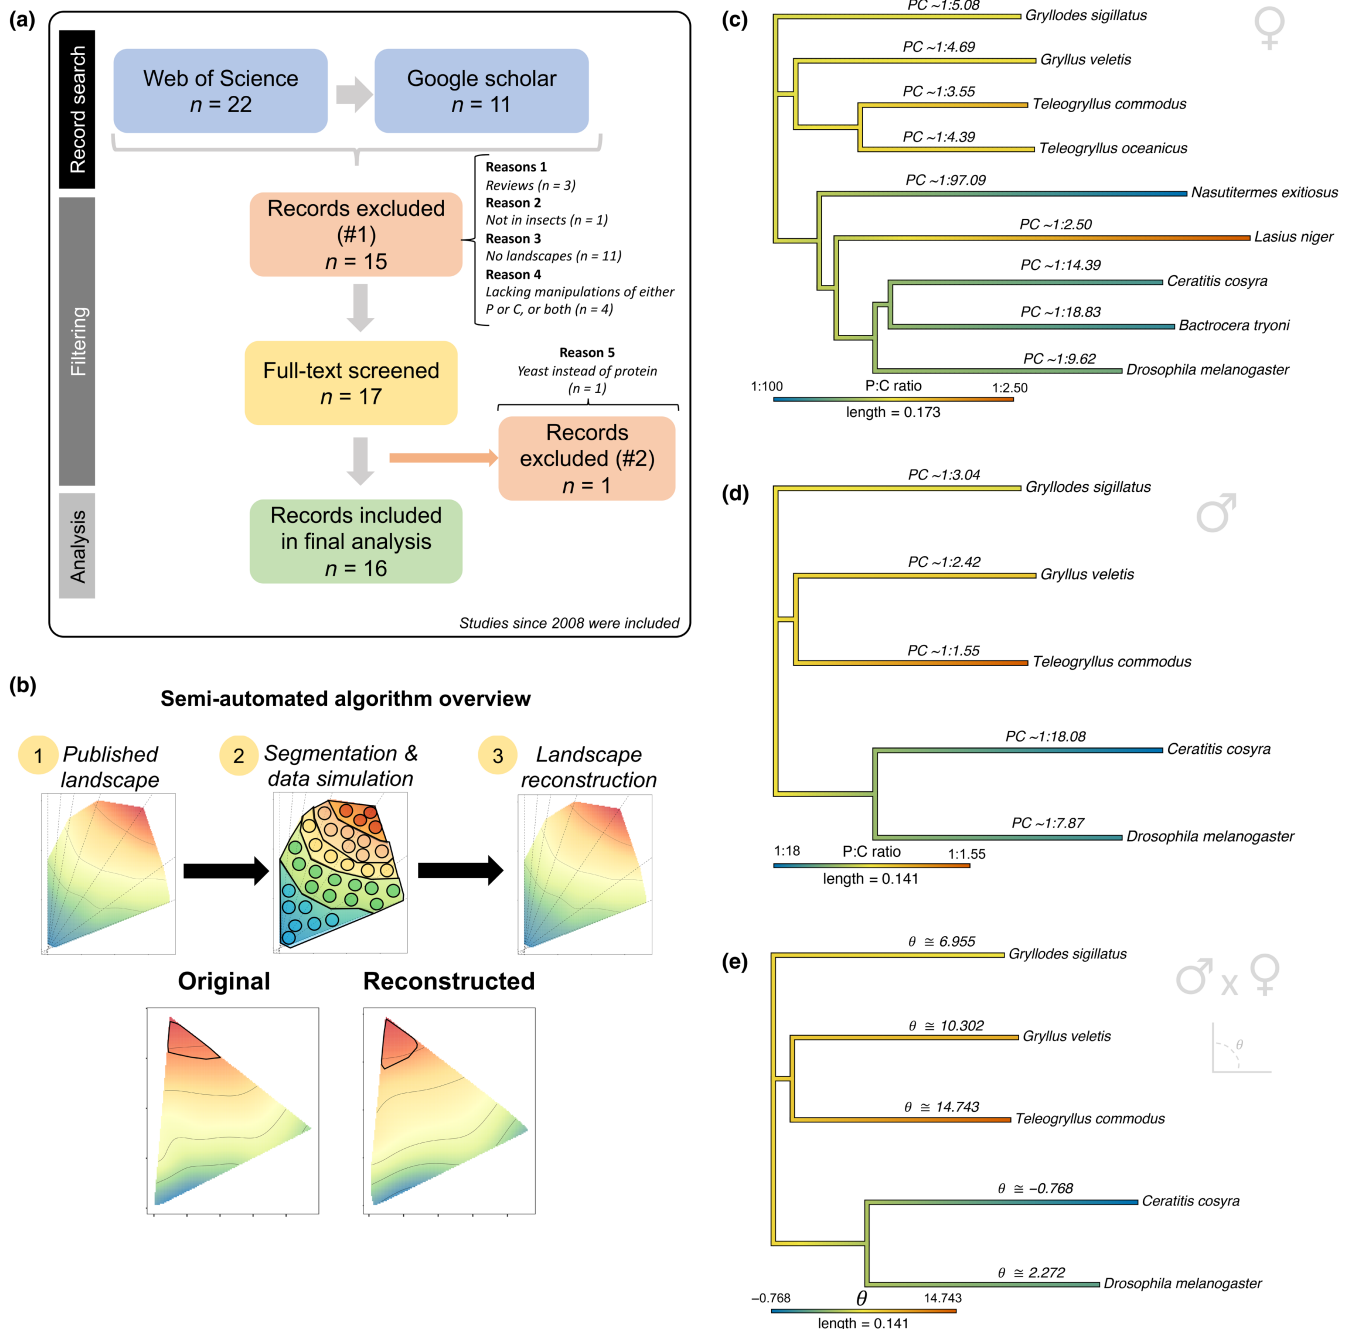 (a)
Record search
Web of Science
n = 22
Google scholar
n = 11
Filtering
Records excluded
(#1)
n = 15
Reasons 1
Reviews (n = 3)
Reason 2
Not in insects (n = 1)
Reason 3
No landscapes (n = 11)
Reason 4
Lacking manipulations of either
P or C, or both (n = 4)
Full-text screened
n = 17
Reason 5
Yeast instead of protein
(n = 1)
Records
excluded (#2)
n = 1
Analysis
Records included
in final analysis
n = 16
Studies since 2008 were included
(b)
Semi-automated algorithm overview
1 Published
landscape
2 Segmentation &
data simulation
3 Landscape
reconstruction
Original
Reconstructed
(c)
♀
PC ~1:5.08
Gryllodes sigillatus
PC ~1:4.69
Gryllus veletis
PC ~1:3.55
Teleogryllus commodus
PC ~1:4.39
Teleogryllus oceanicus
PC ~1:97.09
Nasutitermes exitiosus
PC ~1:2.50
Lasius niger
PC ~1:14.39
Ceratitis cosyra
PC ~1:18.83
Bactrocera tryoni
PC ~1:9.62
Drosophila melanogaster
1:100 P:C ratio 1:2.50
length = 0.173
(d)
♂
PC ~1:3.04
Gryllodes sigillatus
PC ~1:2.42
Gryllus veletis
PC ~1:1.55
Teleogryllus commodus
PC ~1:18.08
Ceratitis cosyra
PC ~1:7.87
Drosophila melanogaster
1:18 P:C ratio 1:1.55
length = 0.141
(e)
♂ x ♀
θ
θ ≅ 6.955
Gryllodes sigillatus
θ ≅ 10.302
Gryllus veletis
θ ≅ 14.743
Teleogryllus commodus
θ ≅ −0.768
Ceratitis cosyra
θ ≅ 2.272
Drosophila melanogaster
−0.768 θ 14.743
length = 0.141